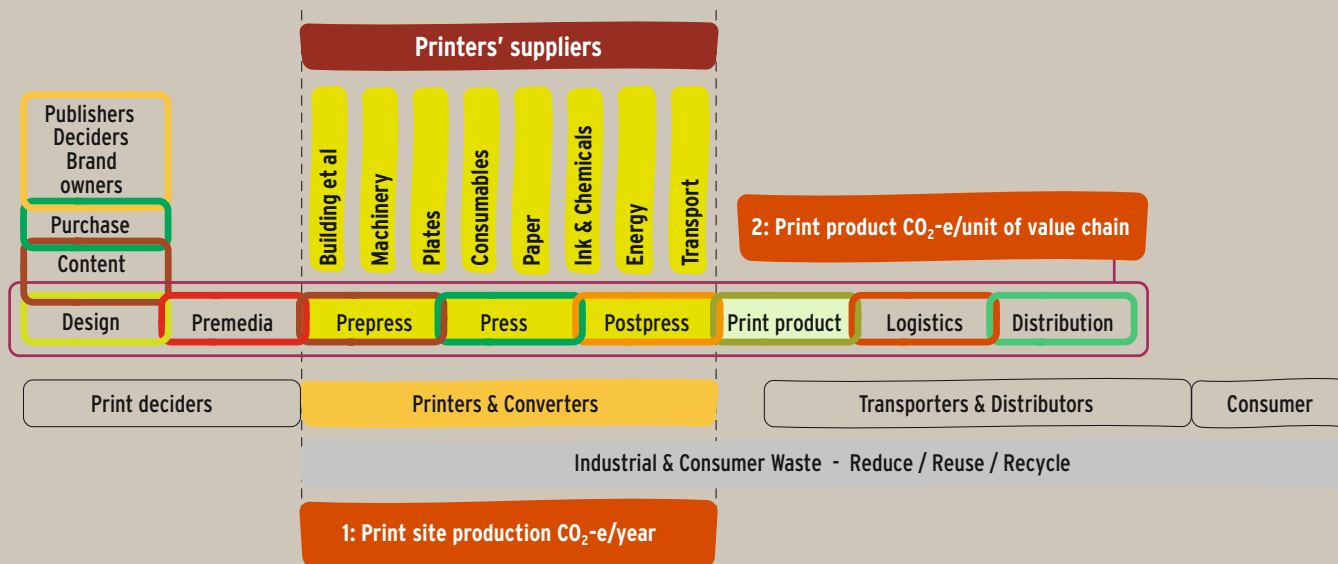 Printers’ suppliers
Publishers
Deciders
Brand
owners
Purchase
Content
Building et al
Machinery
Plates
Consumables
Paper
Ink & Chemicals
Energy
Transport
2: Print product CO₂-e/unit of value chain
Design
Premedia
Prepress
Press
Postpress
Print product
Logistics
Distribution
Print deciders
Printers & Converters
Transporters & Distributors
Consumer
Industrial & Consumer Waste - Reduce / Reuse / Recycle
1: Print site production CO₂-e/year